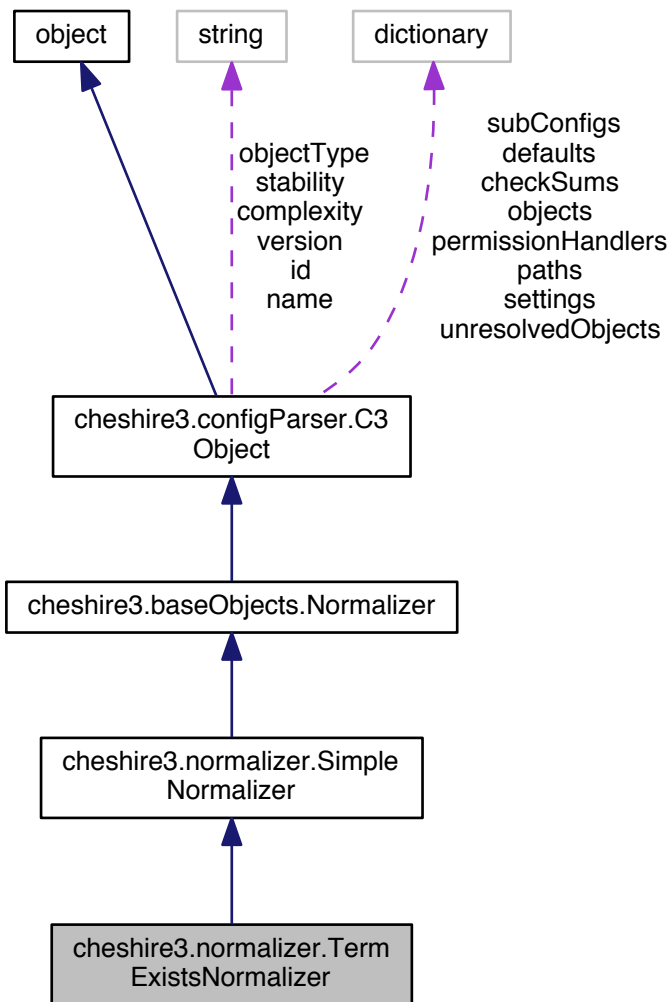 object
string
dictionary
objectType
stability
complexity
version
id
name
subConfigs
defaults
checkSums
objects
permissionHandlers
paths
settings
unresolvedObjects
cheshire3.configParser.C3
Object
cheshire3.baseObjects.Normalizer
cheshire3.normalizer.Simple
Normalizer
cheshire3.normalizer.Term
ExistsNormalizer